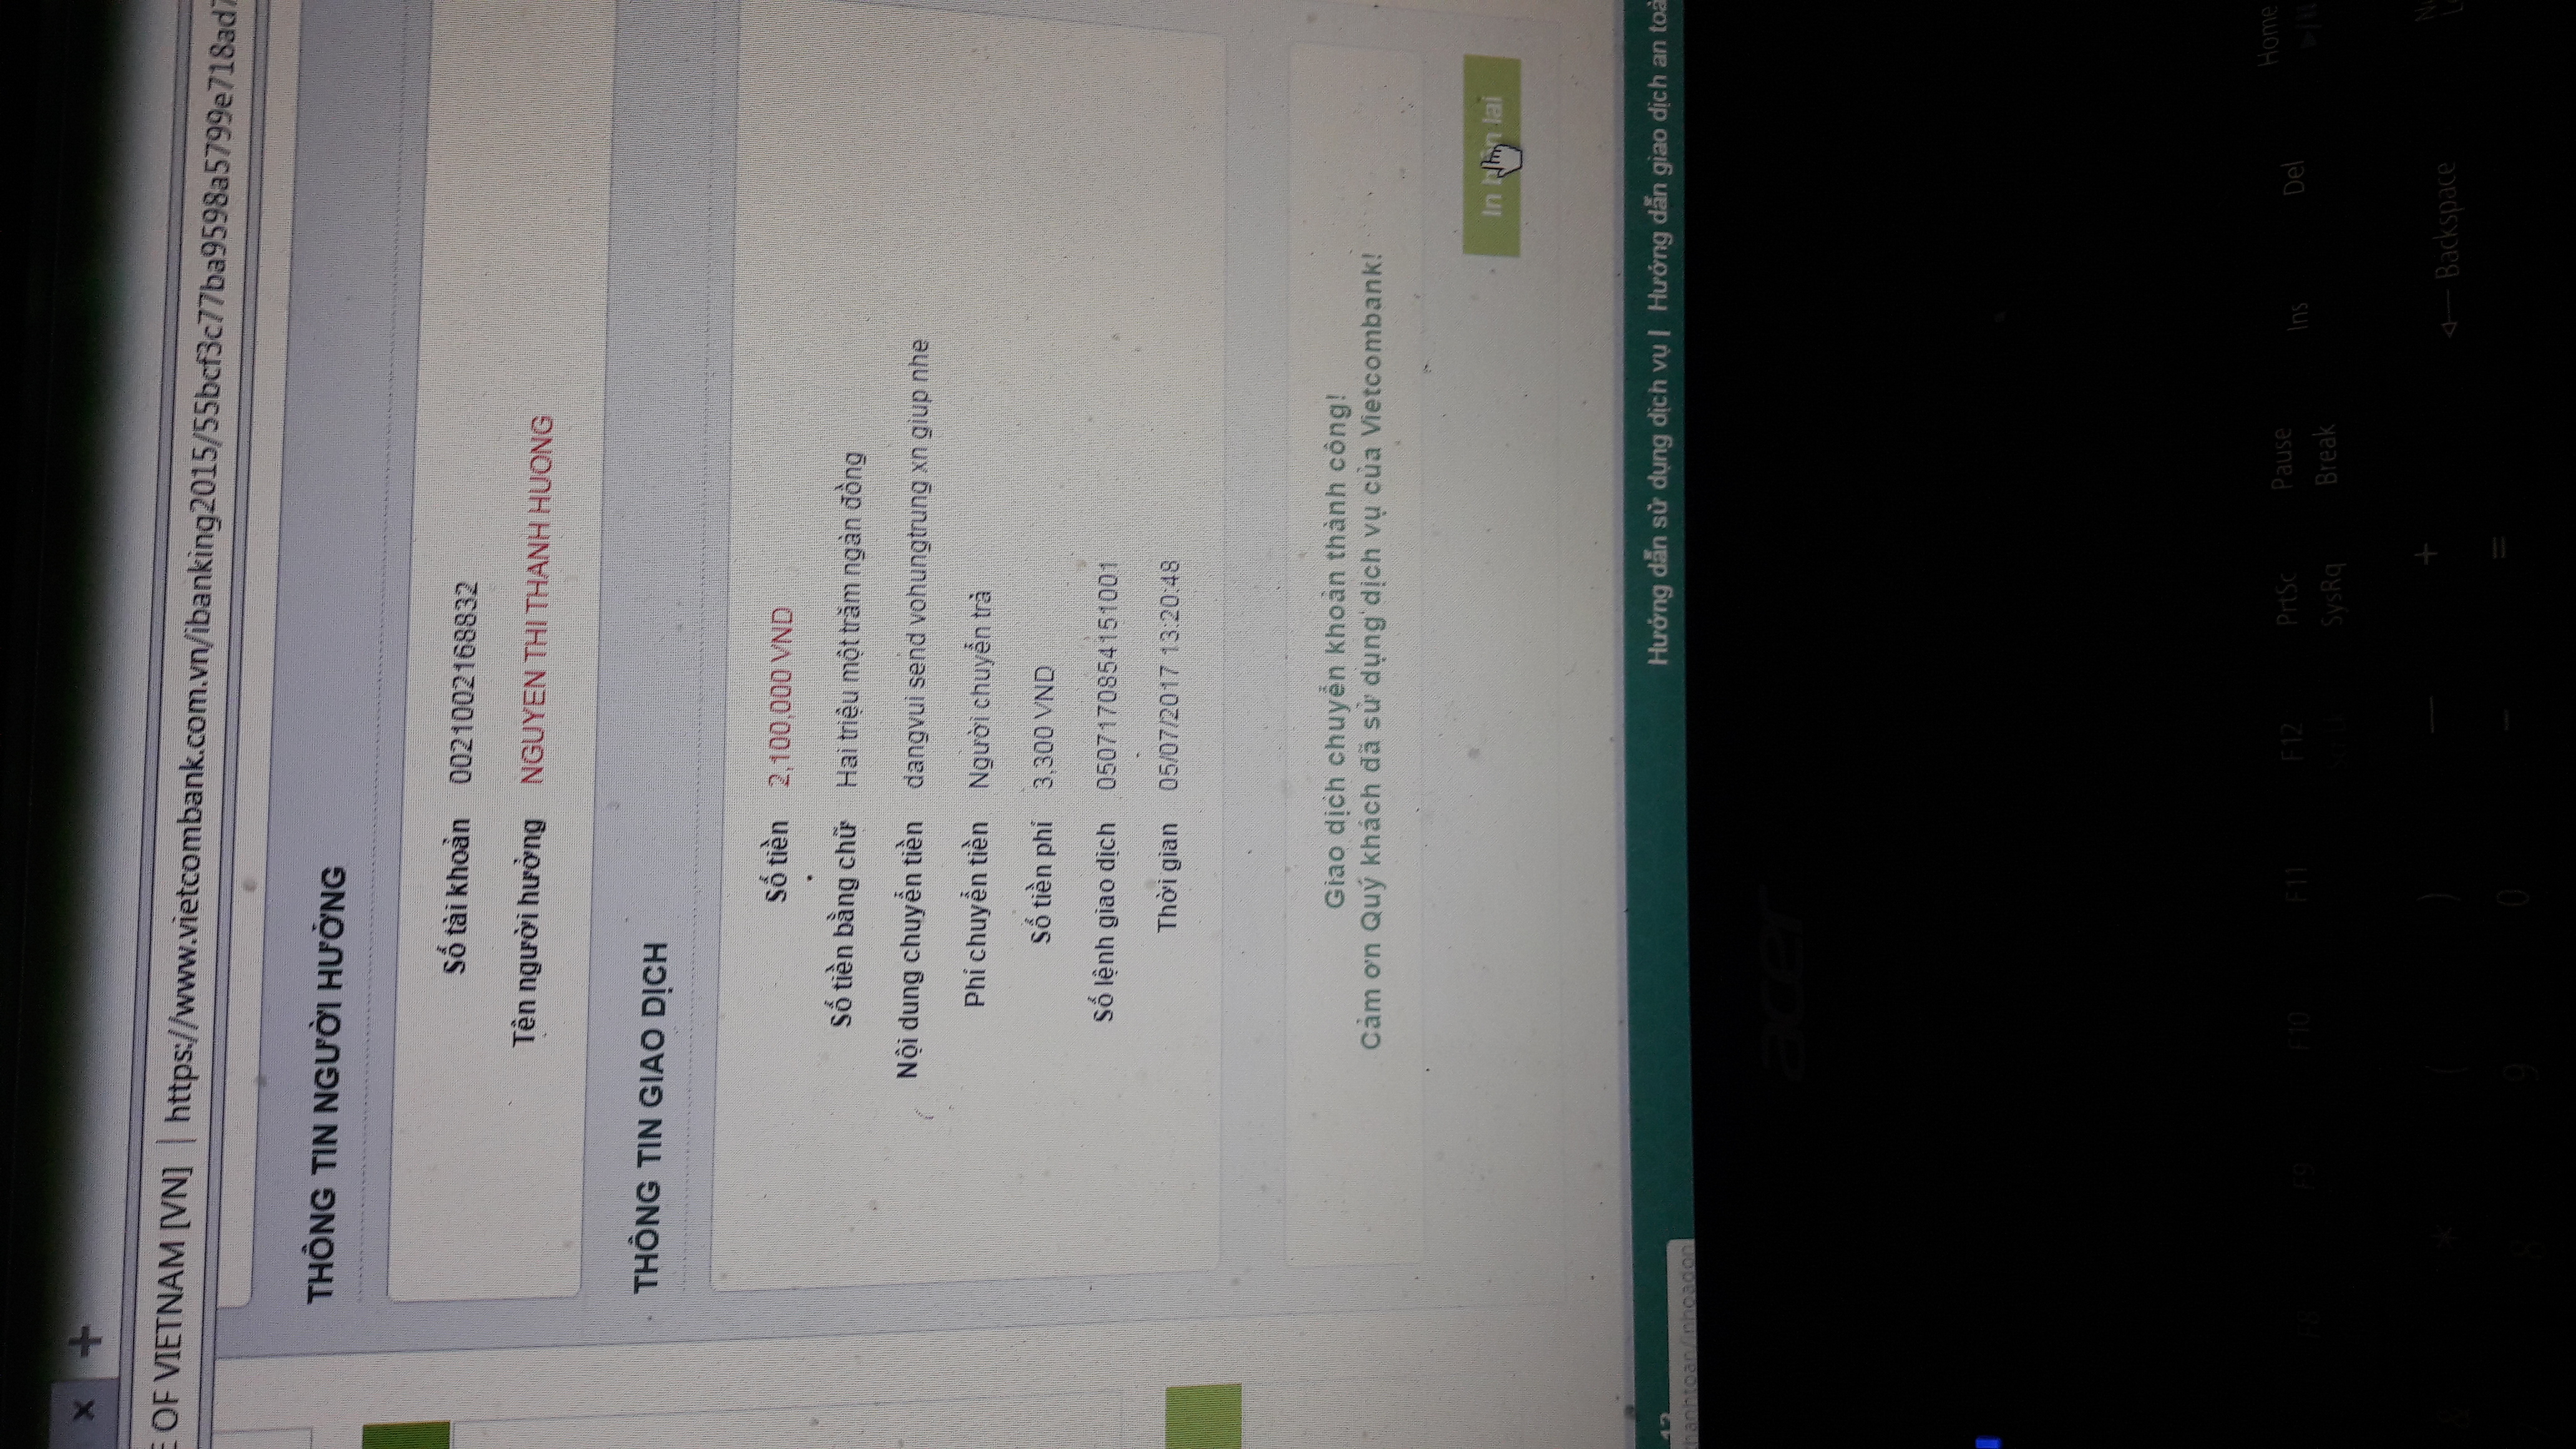 E OF VIETNAM [VN] | https://www.vietcombank.com.vn/ibanking2015/55bcf3c77ba9598a5799e718ad7
THÔNG TIN NGƯỜI HƯỞNG
Số tài khoản 0021002168832
Tên người hưởng NGUYEN THI THANH HUONG
THÔNG TIN GIAO DỊCH
Số tiền 2,100,000 VND
Số tiền bằng chữ Hai triệu một trăm ngàn đồng
Nội dung chuyển tiền dangvui send vohungtrung xn giup nhe
Phí chuyển tiền Người chuyển trả
Số tiền phí 3,300 VND
Số lệnh giao dịch 0507170854151001
Thời gian 05/07/2017 13:20:48
Giao dịch chuyển khoản thành công!
Cảm ơn Quý khách đã sử dụng dịch vụ của Vietcombank!
In lai
Hướng dẫn sử dụng dịch vụ | Hướng dẫn giao dịch an toà
hanhtoan/inhoadon
acer
F8 F9 F10 F11 F12 PrtSc Pause Ins Del Home
SysRq Break
& * ( ) — + Backspace
8 9 0 - =